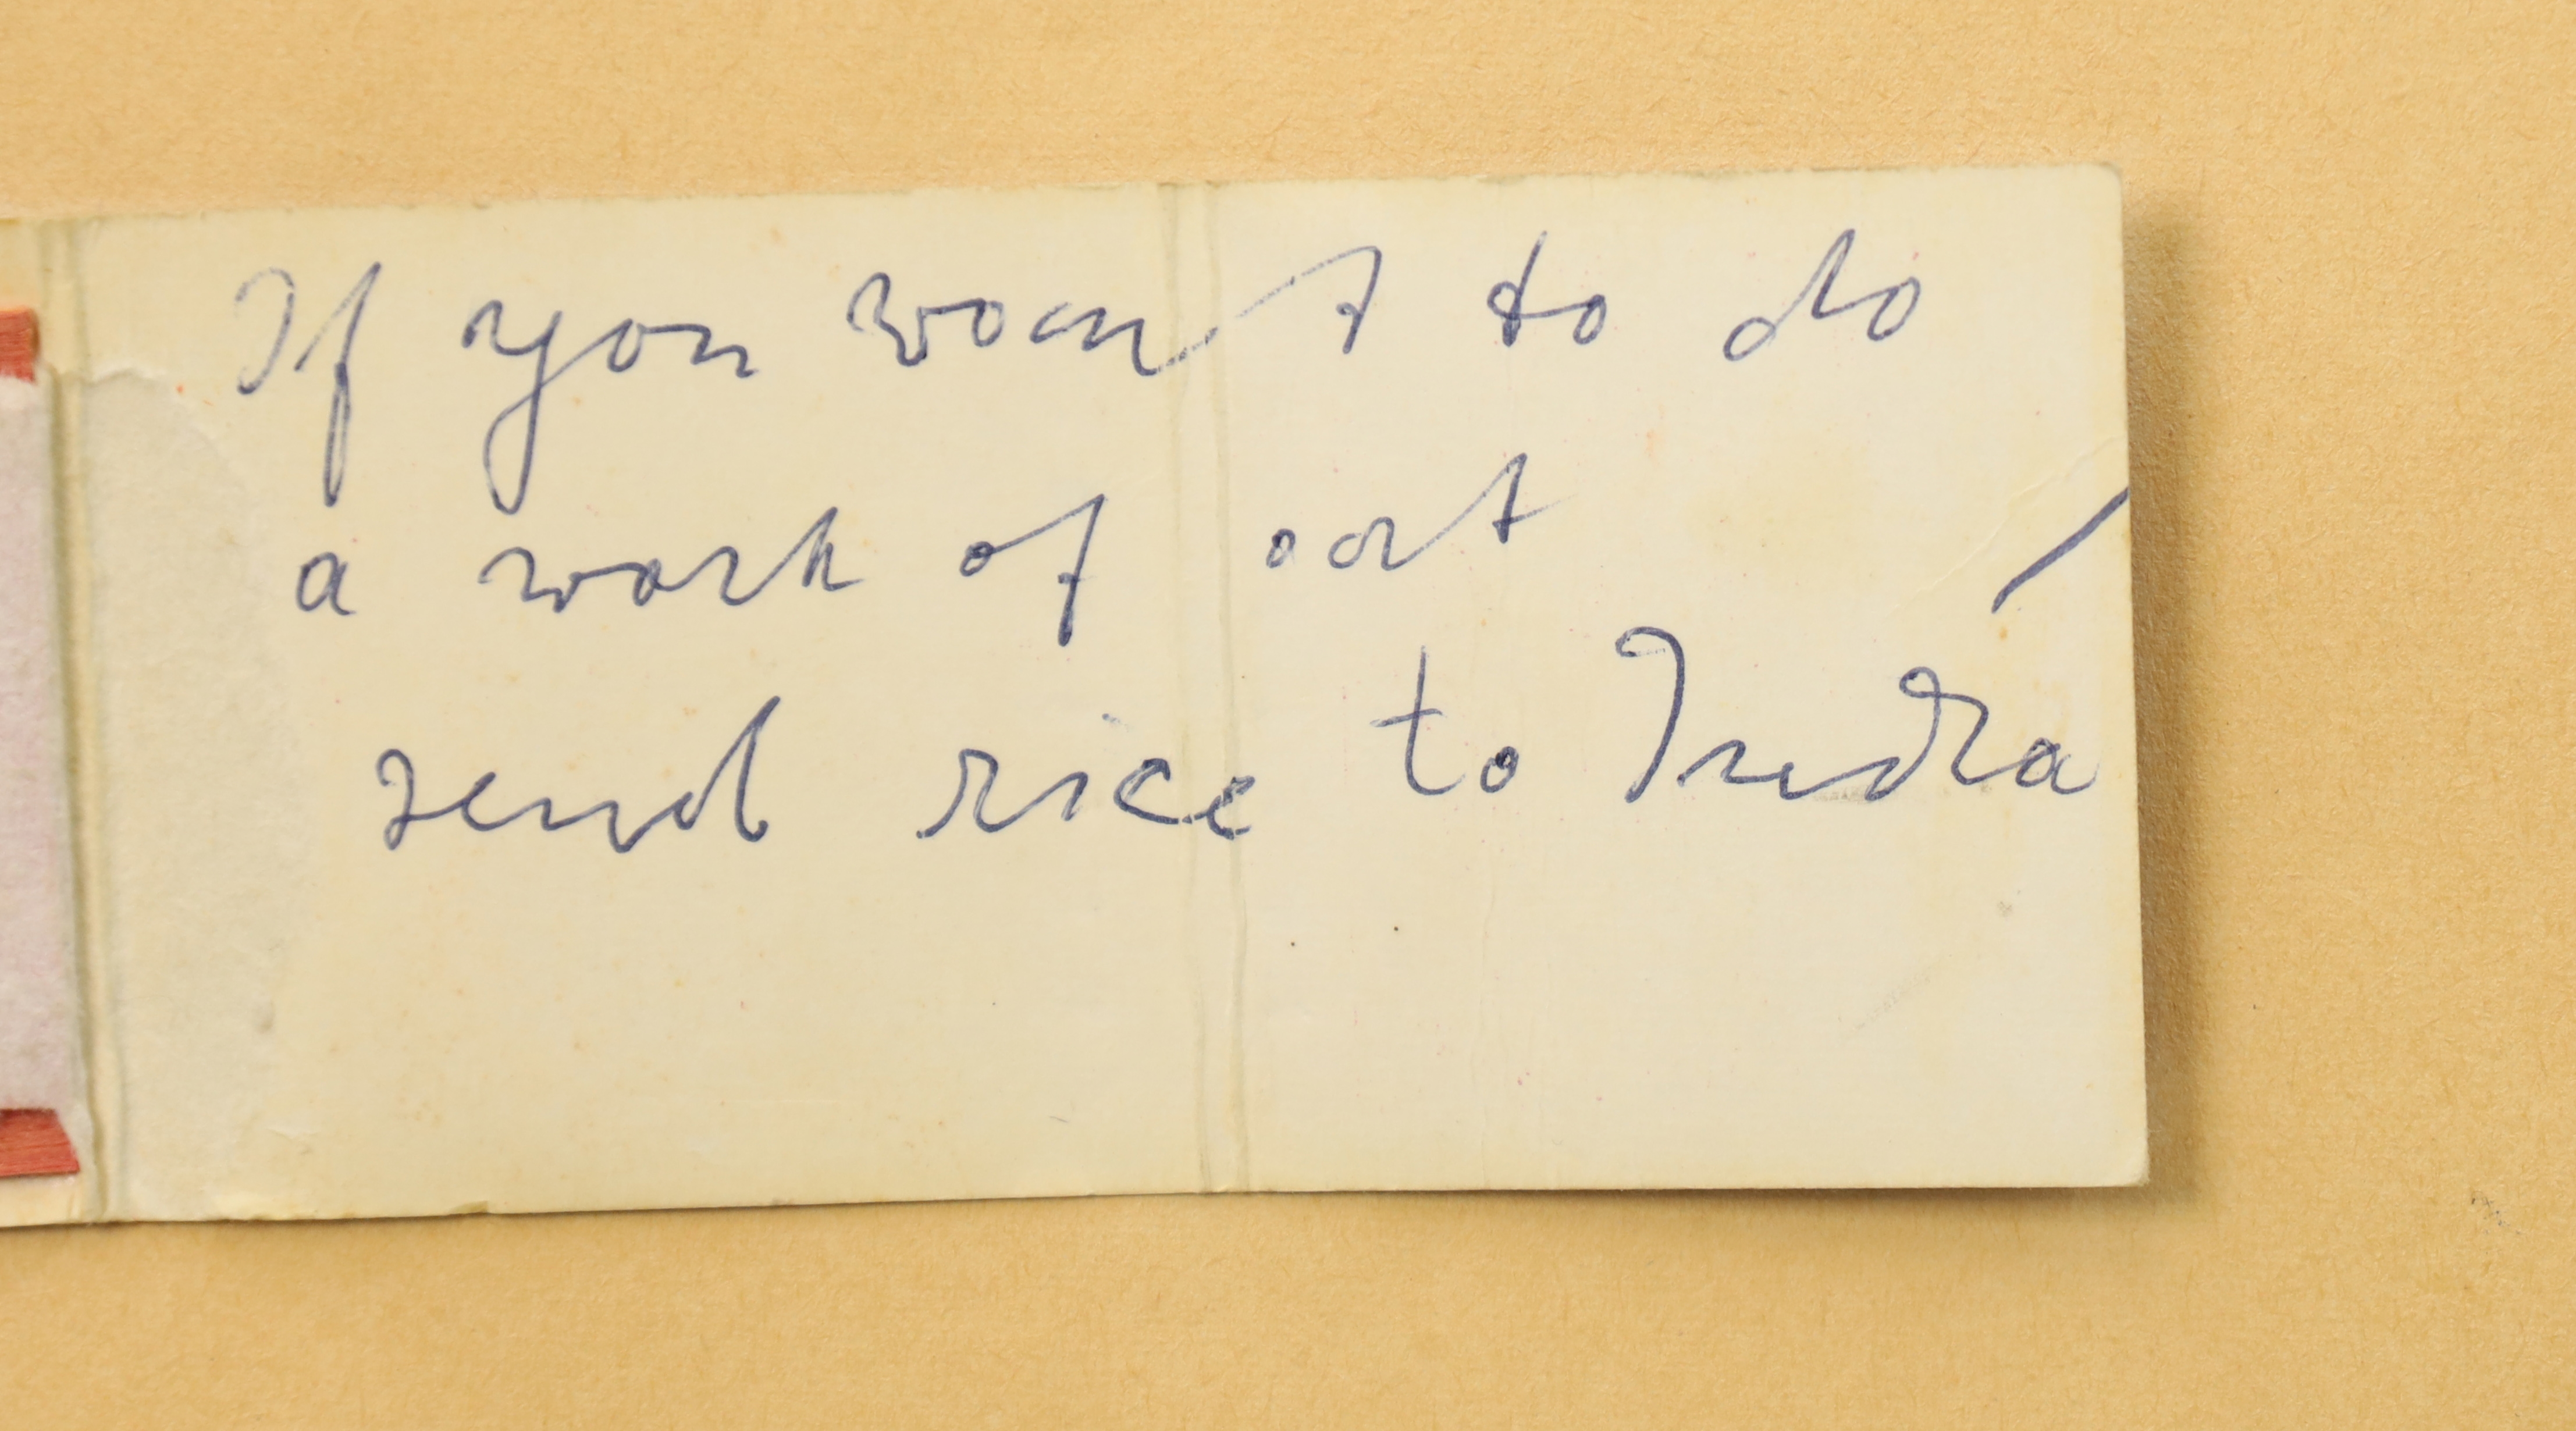 If you want to do
a work of art
send rice to India